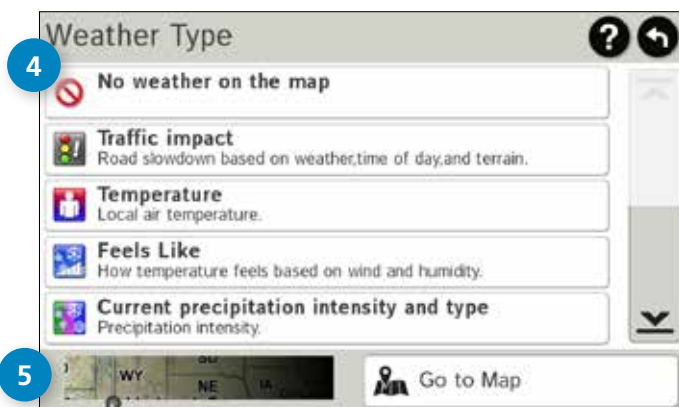 Weather Type
?
4
No weather on the map
Traffic impact
Road slowdown based on weather,time of day,and terrain.
Temperature
Local air temperature.
Feels Like
How temperature feels based on wind and humidity.
Current precipitation intensity and type
Precipitation intensity.
5
WY
NE
IA
Go to Map